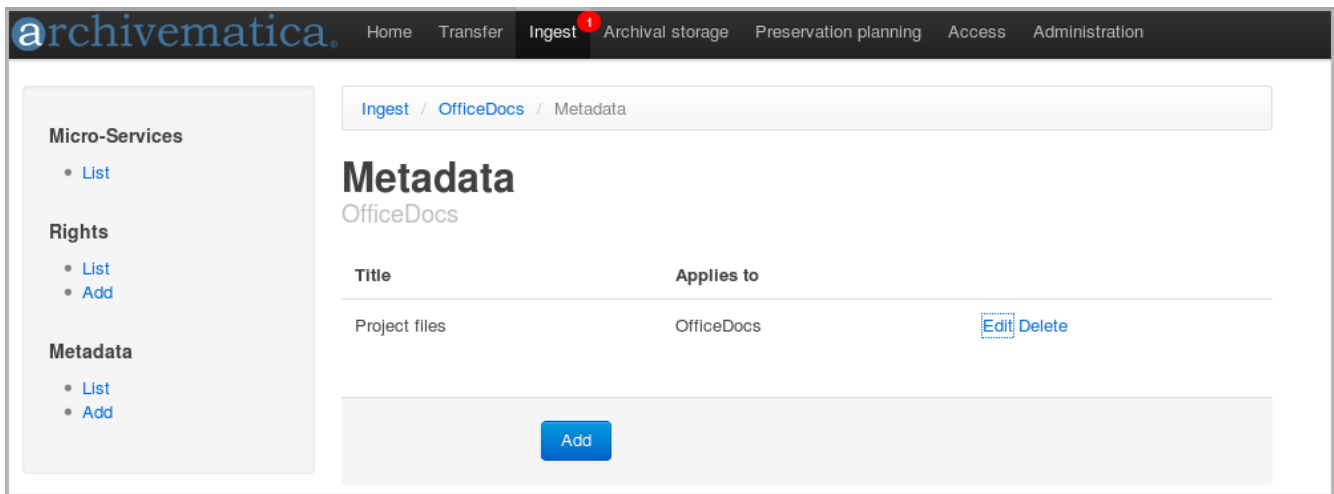 archivematica. Home Transfer Ingest 1 Archival storage Preservation planning Access Administration
Micro-Services
• List
Rights
• List
• Add
Metadata
• List
• Add
Ingest / OfficeDocs / Metadata
Metadata
OfficeDocs
Title Applies to
Project files OfficeDocs Edit Delete
Add